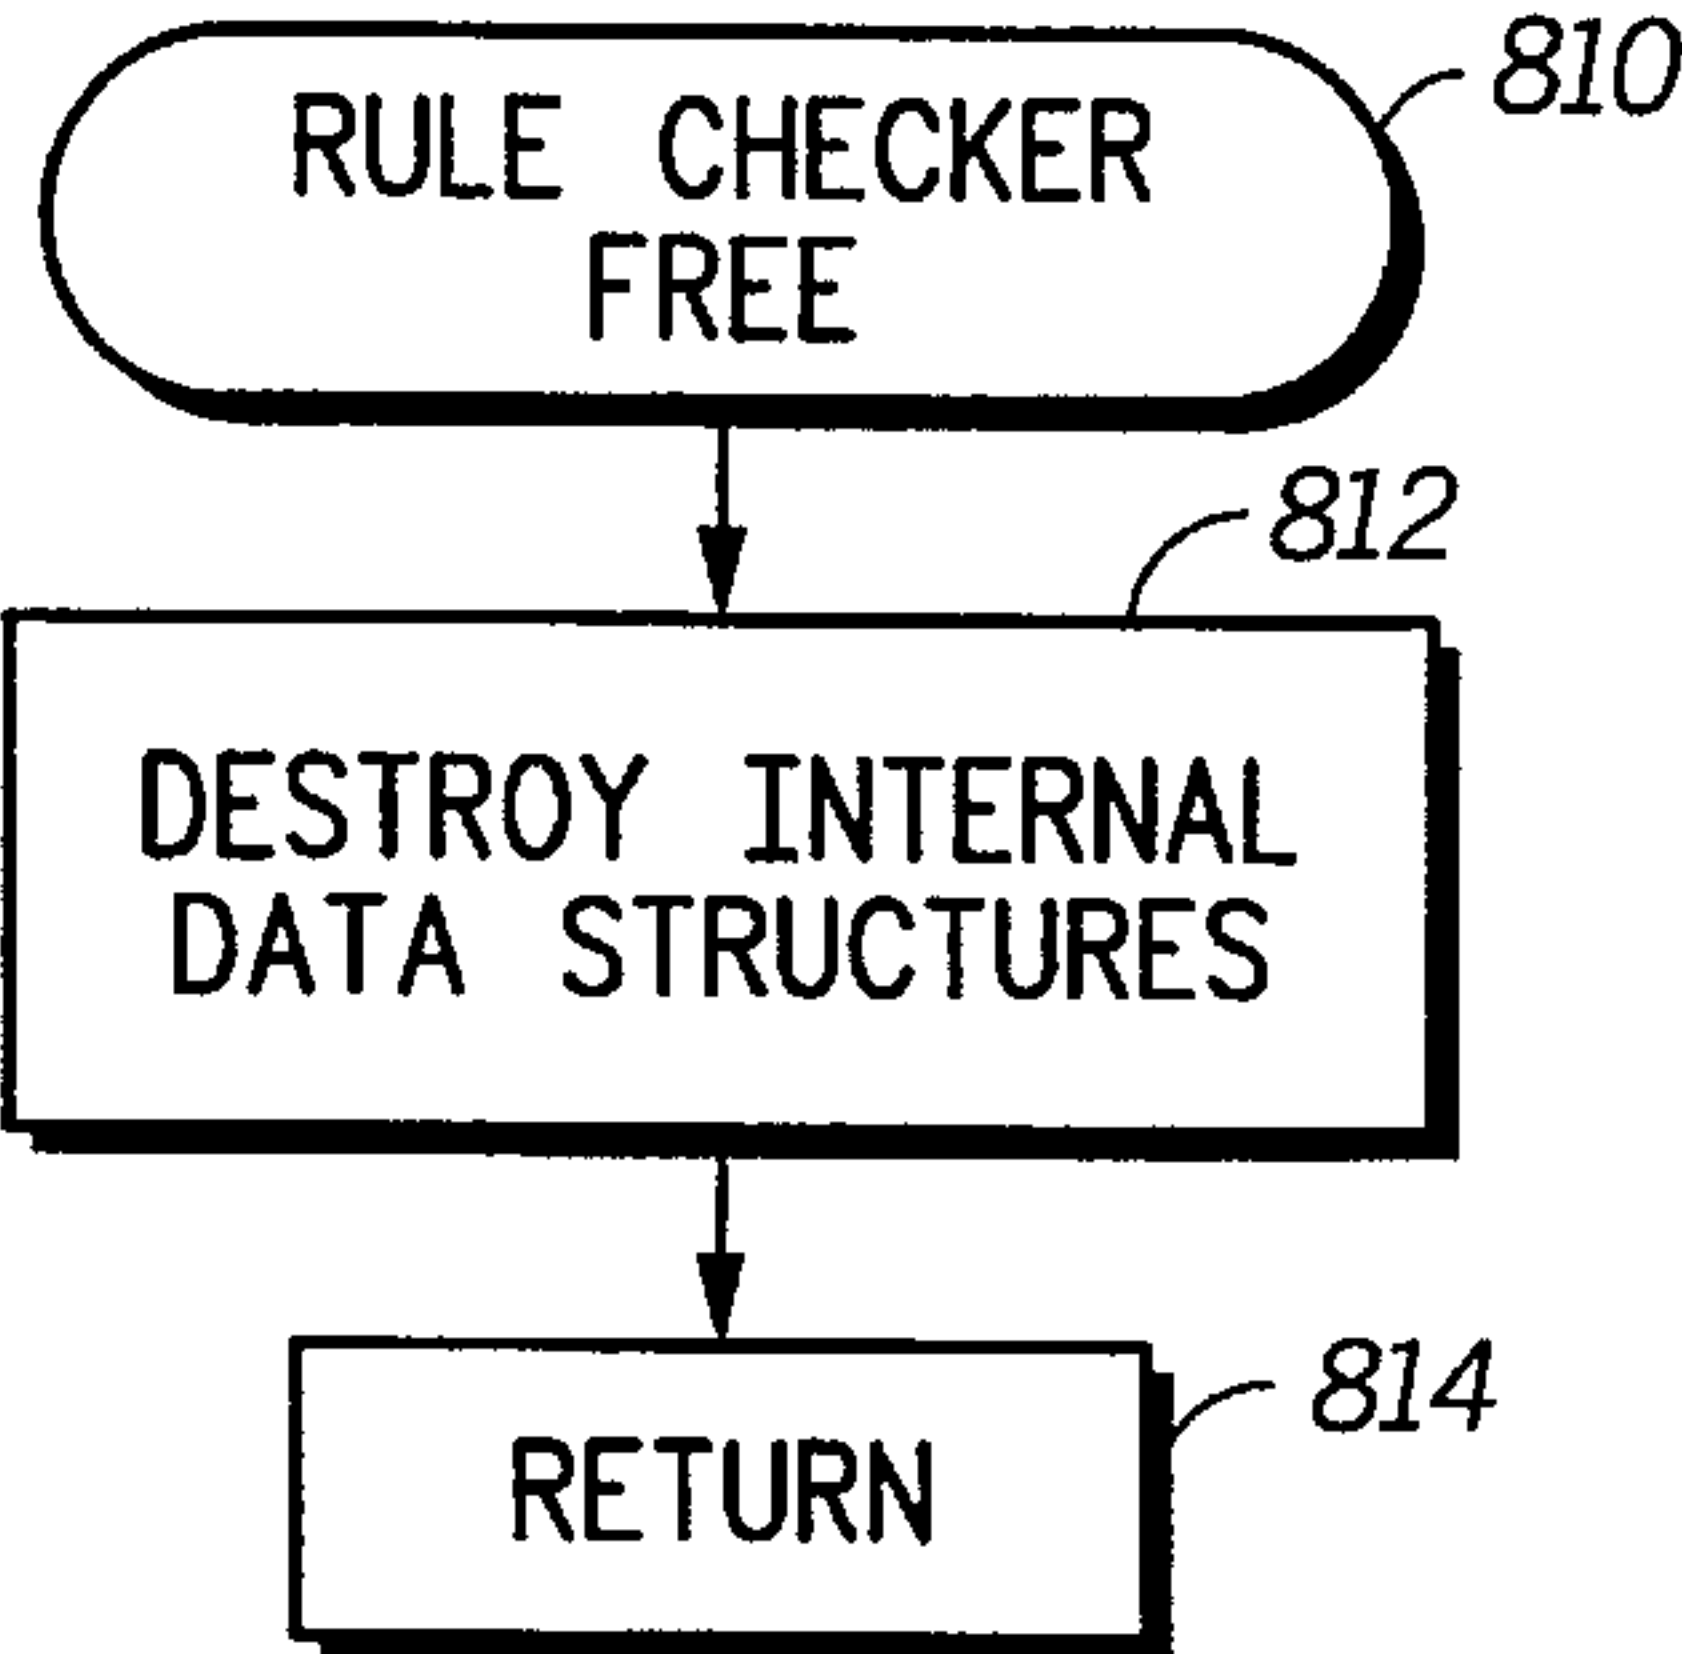 810
RULE CHECKER
FREE
812
DESTROY INTERNAL
DATA STRUCTURES
814
RETURN